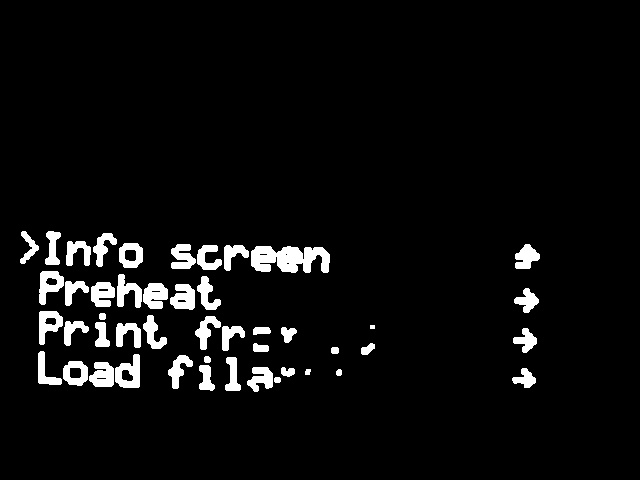 >Info screen
Preheat →
Print →
Load →